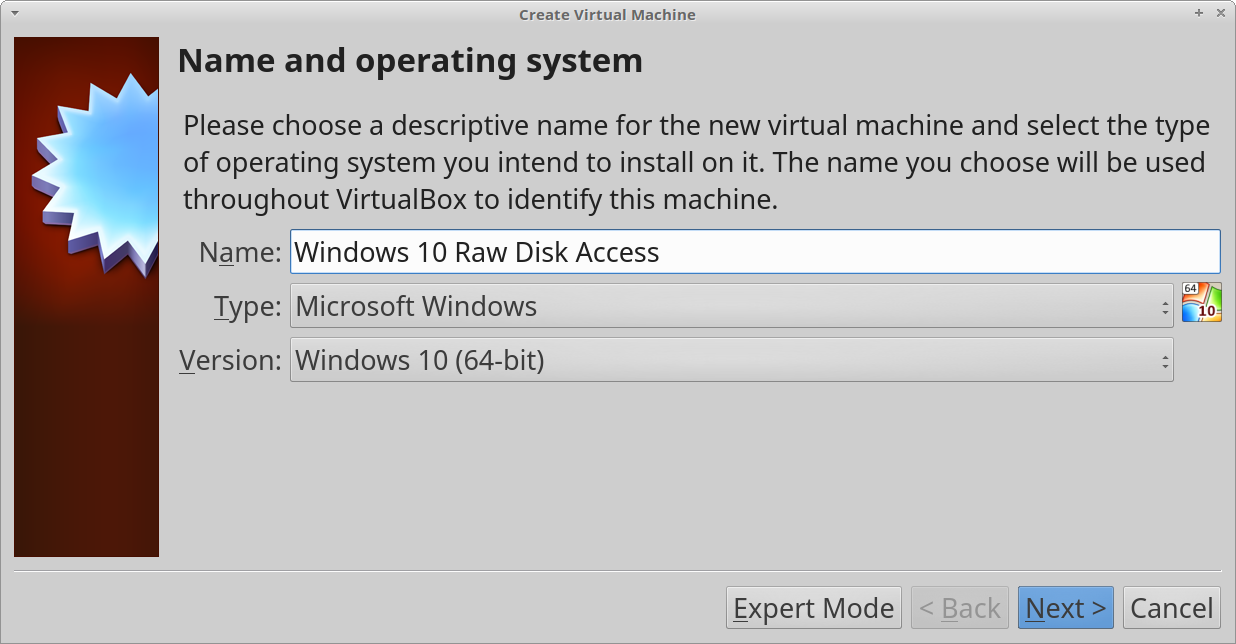 Create Virtual Machine
Name and operating system
Please choose a descriptive name for the new virtual machine and select the type
of operating system you intend to install on it. The name you choose will be used
throughout VirtualBox to identify this machine.
Name: Windows 10 Raw Disk Access
Type: Microsoft Windows 64 10
Version: Windows 10 (64-bit)
Expert Mode < Back Next > Cancel